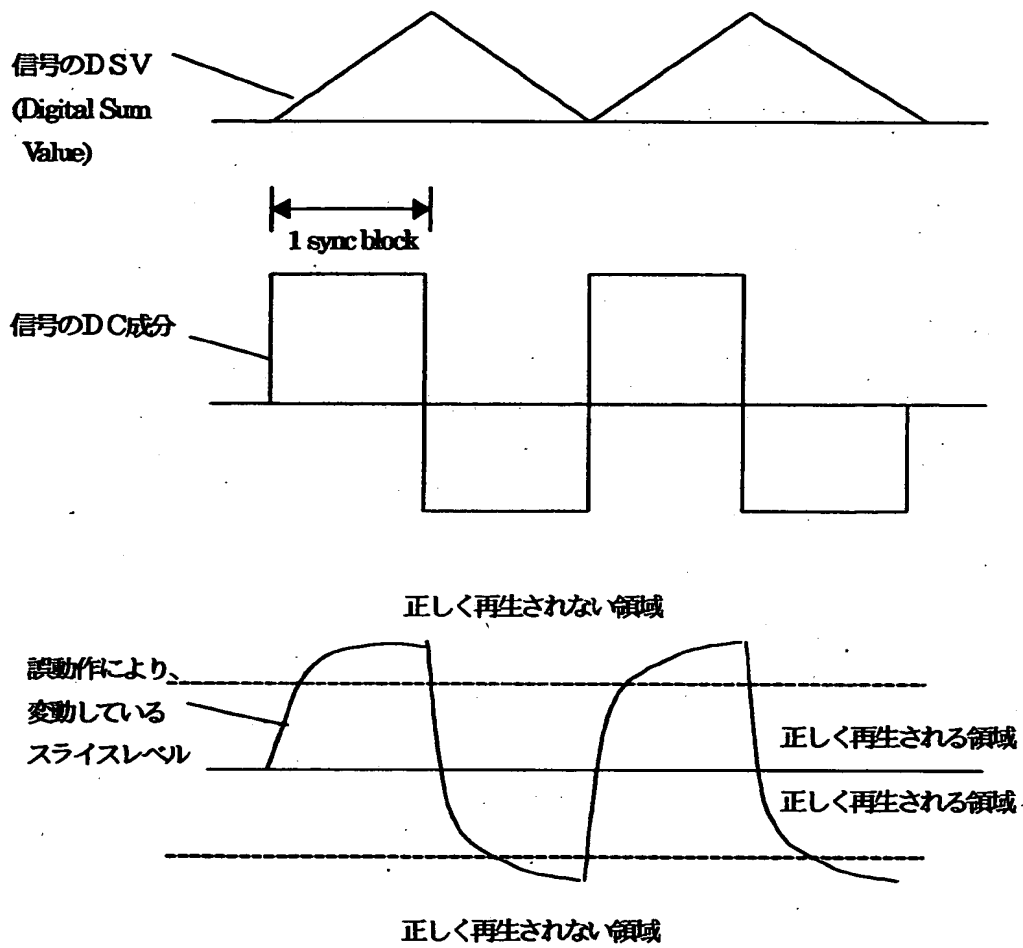 信号のDSV
(Digital Sum
Value)
1 sync block
信号のDC成分
正しく再生されない領域
誤動作により、
変動している
スライスレベル
正しく再生される領域
正しく再生される領域
正しく再生されない領域